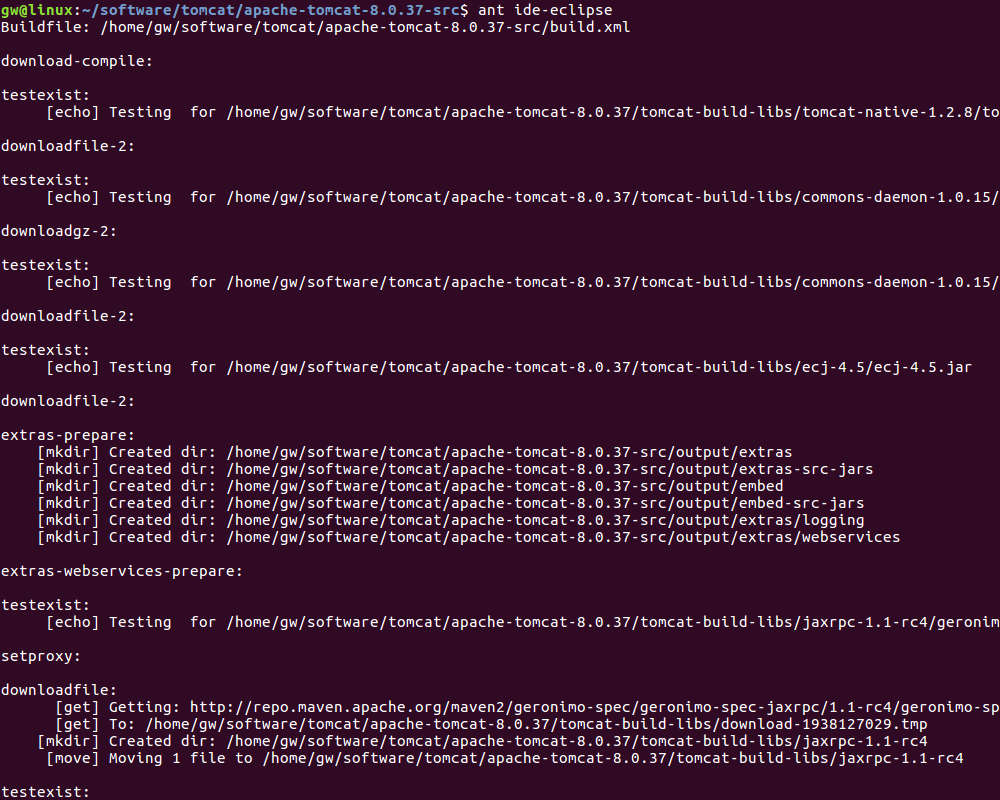 gw@linux:~/software/tomcat/apache-tomcat-8.0.37-src$ ant ide-eclipse
Buildfile: /home/gw/software/tomcat/apache-tomcat-8.0.37-src/build.xml
download-compile:
testexist:
[echo] Testing  for /home/gw/software/tomcat/apache-tomcat-8.0.37/tomcat-build-libs/tomcat-native-1.2.8/to
downloadfile-2:
testexist:
[echo] Testing  for /home/gw/software/tomcat/apache-tomcat-8.0.37/tomcat-build-libs/commons-daemon-1.0.15/
downloadgz-2:
testexist:
[echo] Testing  for /home/gw/software/tomcat/apache-tomcat-8.0.37/tomcat-build-libs/commons-daemon-1.0.15/
downloadfile-2:
testexist:
[echo] Testing  for /home/gw/software/tomcat/apache-tomcat-8.0.37/tomcat-build-libs/ecj-4.5/ecj-4.5.jar
downloadfile-2:
extras-prepare:
[mkdir] Created dir: /home/gw/software/tomcat/apache-tomcat-8.0.37-src/output/extras
[mkdir] Created dir: /home/gw/software/tomcat/apache-tomcat-8.0.37-src/output/extras-src-jars
[mkdir] Created dir: /home/gw/software/tomcat/apache-tomcat-8.0.37-src/output/embed
[mkdir] Created dir: /home/gw/software/tomcat/apache-tomcat-8.0.37-src/output/embed-src-jars
[mkdir] Created dir: /home/gw/software/tomcat/apache-tomcat-8.0.37-src/output/extras/logging
[mkdir] Created dir: /home/gw/software/tomcat/apache-tomcat-8.0.37-src/output/extras/webservices
extras-webservices-prepare:
testexist:
[echo] Testing  for /home/gw/software/tomcat/apache-tomcat-8.0.37/tomcat-build-libs/jaxrpc-1.1-rc4/geronim
setproxy:
downloadfile:
[get] Getting: http://repo.maven.apache.org/maven2/geronimo-spec/geronimo-spec-jaxrpc/1.1-rc4/geronimo-sp
[get] To: /home/gw/software/tomcat/apache-tomcat-8.0.37/tomcat-build-libs/download-1938127029.tmp
[mkdir] Created dir: /home/gw/software/tomcat/apache-tomcat-8.0.37/tomcat-build-libs/jaxrpc-1.1-rc4
[move] Moving 1 file to /home/gw/software/tomcat/apache-tomcat-8.0.37/tomcat-build-libs/jaxrpc-1.1-rc4
testexist: